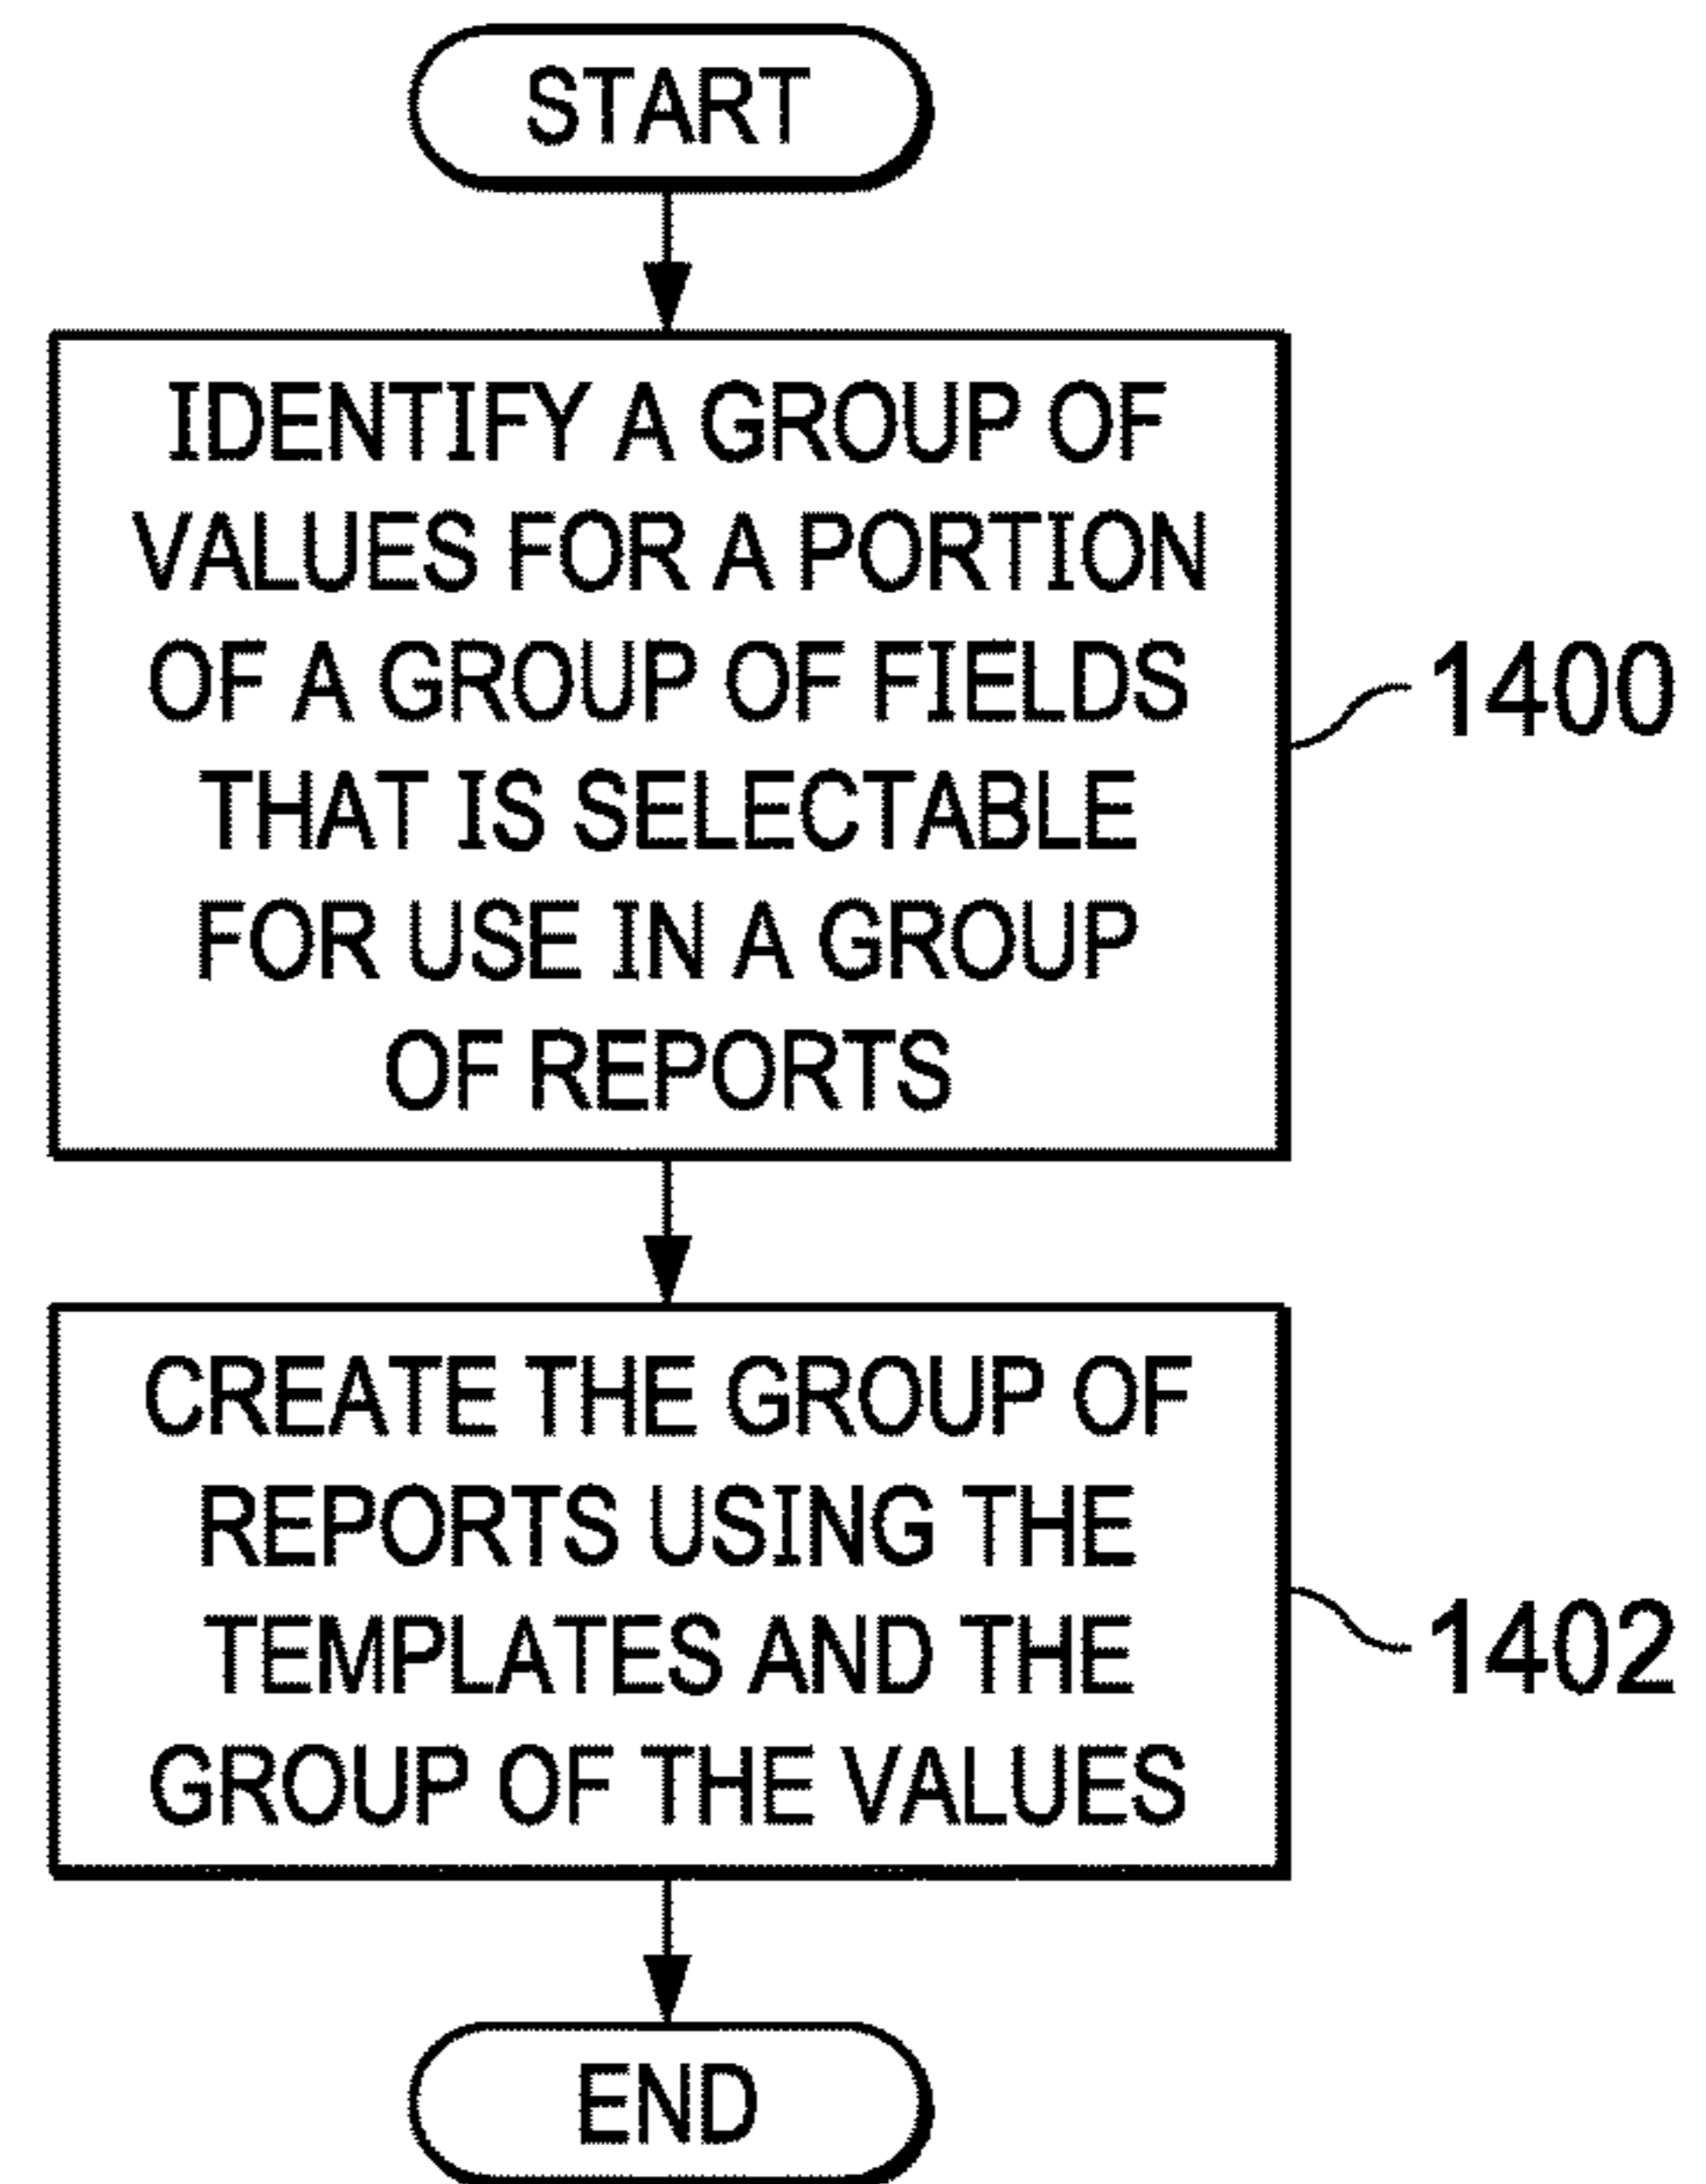 START
IDENTIFY A GROUP OF
VALUES FOR A PORTION
OF A GROUP OF FIELDS
THAT IS SELECTABLE
FOR USE IN A GROUP
OF REPORTS
1400
CREATE THE GROUP OF
REPORTS USING THE
TEMPLATES AND THE
GROUP OF THE VALUES
1402
END